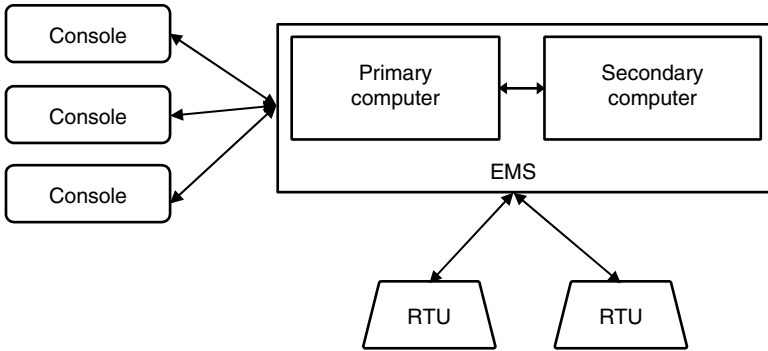 Console
Console
Console
Primary
computer
Secondary
computer
EMS
RTU
RTU